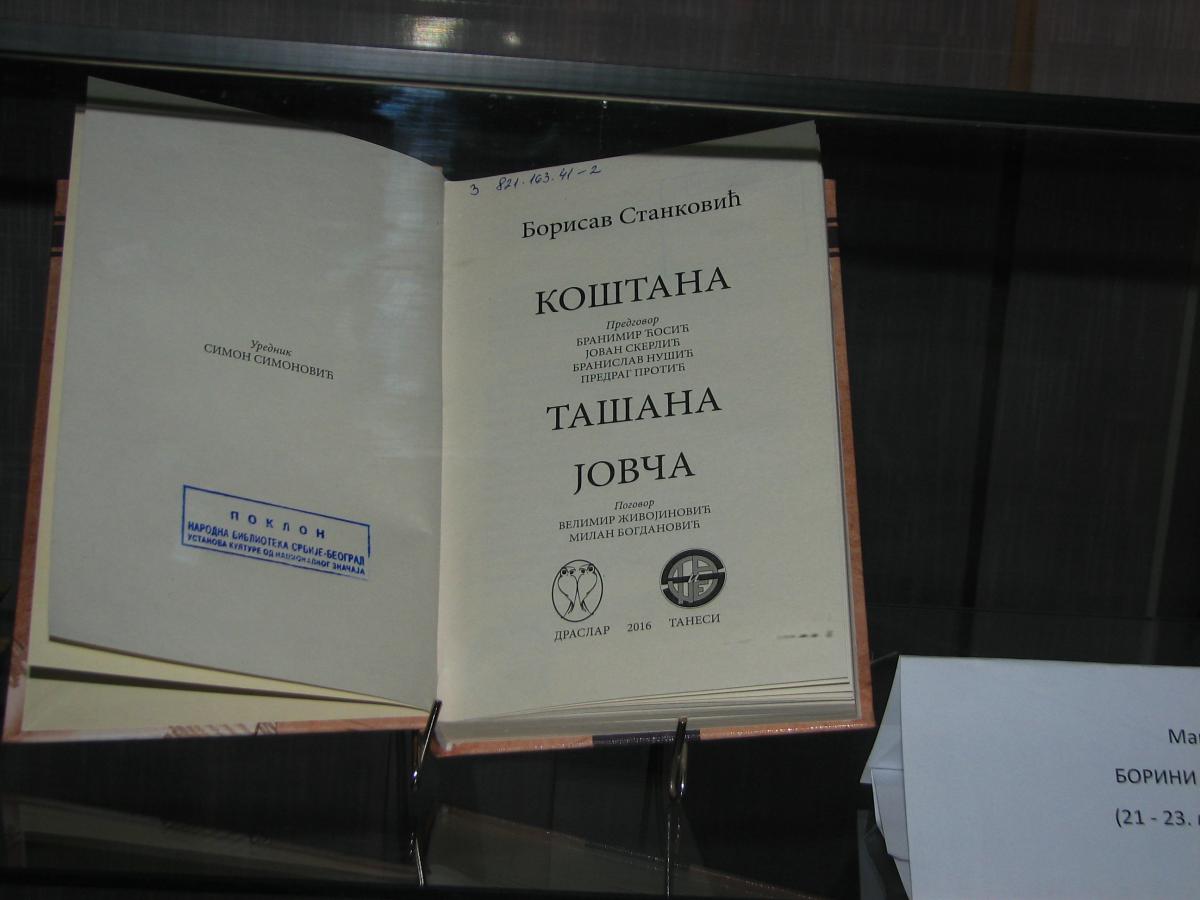 Уредник
СИМОН СИМОНОВИЋ
ПОКЛОН
НАРОДНА БИБЛИОТЕКА СРБИЈЕ-БЕОГРАД
УСТАНОВА КУЛТУРЕ ОД НАЦИОНАЛНОГ ЗНАЧАЈА
З 821.163.41-2
Борисав Станковић
КОШТАНА
Предговор
БРАНИМИР ЋОСИЋ
ЈОВАН СКЕРЛИЋ
БРАНИСЛАВ НУШИЋ
ПРЕДРАГ ПРОТИЋ
ТАШАНА
ЈОВЧА
Поговор
ВЕЛИМИР ЖИВОЈИНОВИЋ
МИЛАН БОГДАНОВИЋ
ДРАСЛАР 2016 ТАНЕСИ
БОРИНИ
(21 - 23.